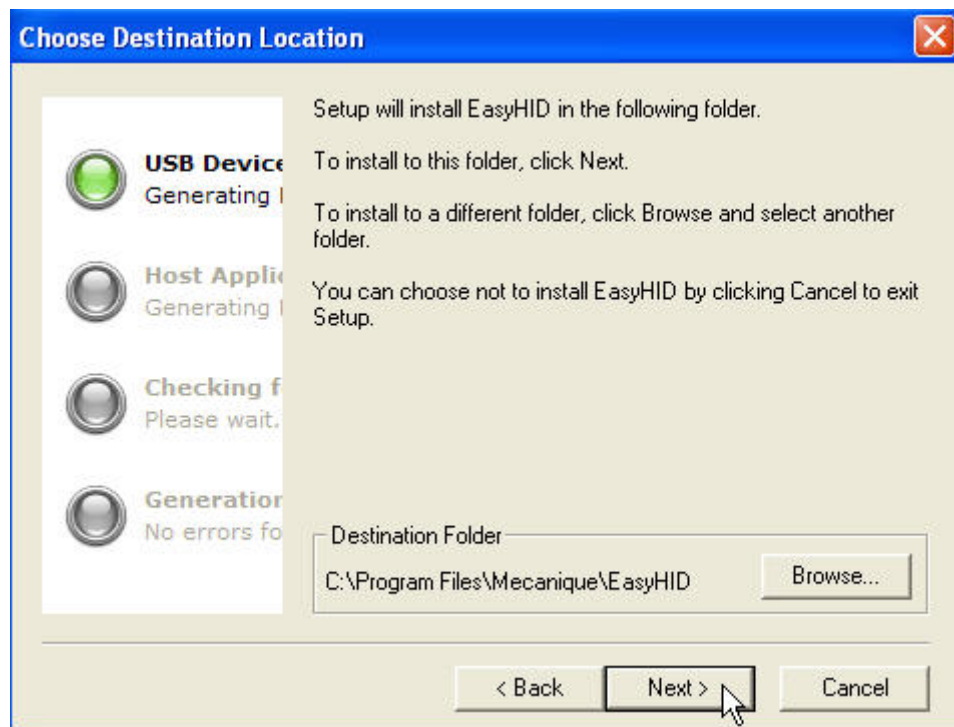 Choose Destination Location
USB Device
Generating
Host Applic
Generating
Checking f
Please wait.
Generation
No errors fo
Setup will install EasyHID in the following folder.
To install to this folder, click Next.
To install to a different folder, click Browse and select another
folder.
You can choose not to install EasyHID by clicking Cancel to exit
Setup.
Destination Folder
C:\Program Files\Mecanique\EasyHID
Browse...
< Back
Next >
Cancel